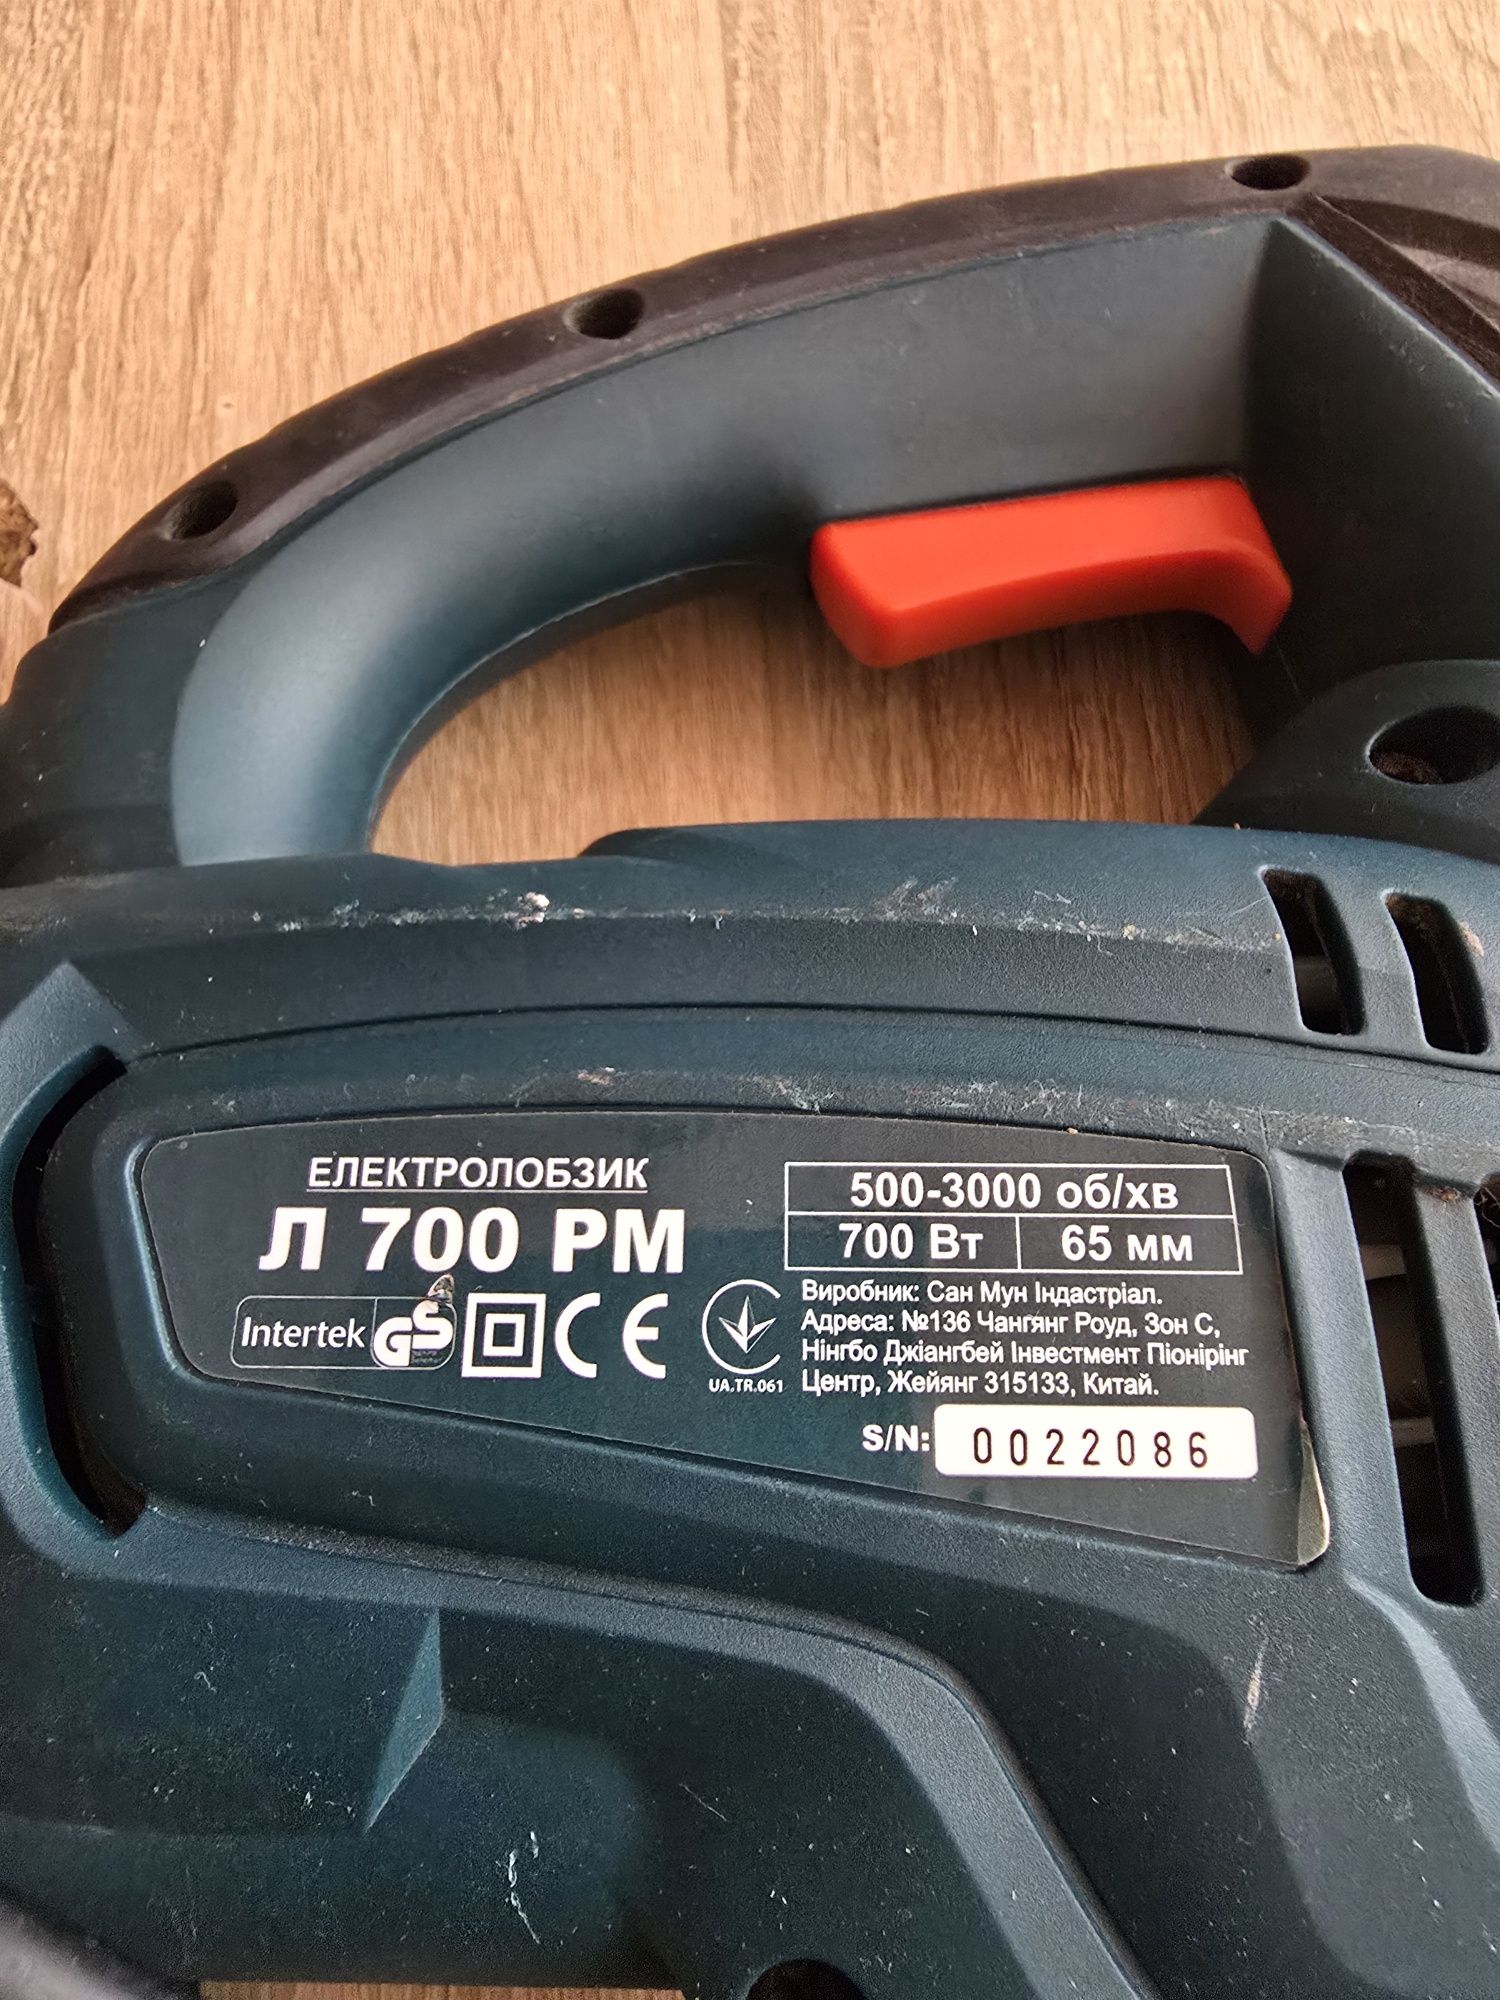 ЕЛЕКТРОЛОБЗИК
Л 700 РМ
Intertek GS
CE
UA.TR.061
500-3000 об/хв
700 Вт 65 мм
Виробник: Сан Мун Індастріал.
Адреса: №136 Чангянг Роуд, Зон С,
Нінгбо Джіангбей Інвестмент Піонірінг
Центр, Жейянг 315133, Китай.
S/N: 0022086